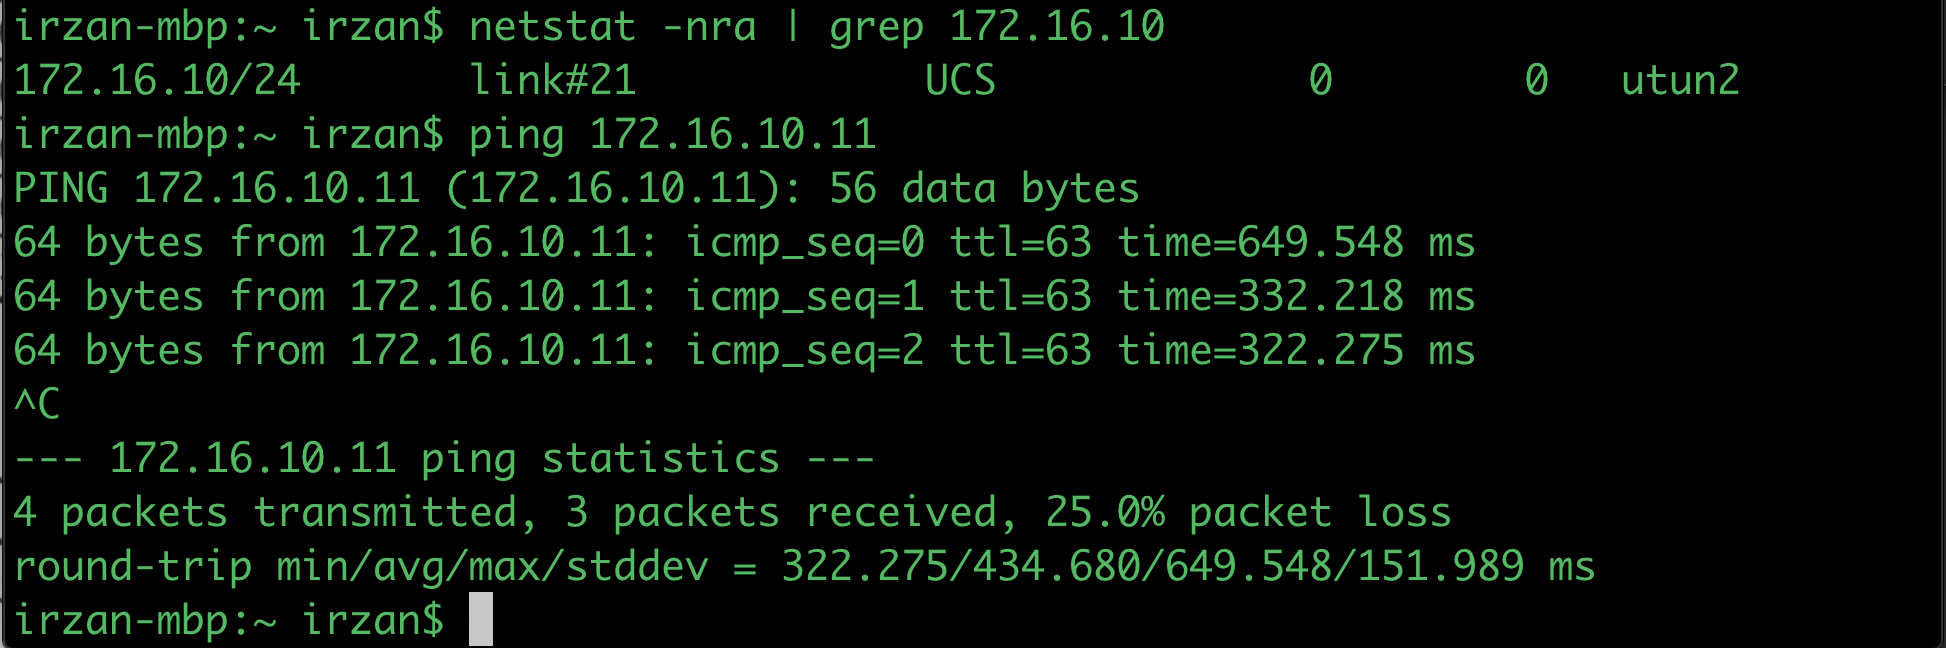 irzan-mbp:~ irzan$ netstat -nra | grep 172.16.10
172.16.10/24       link#21            UCS             0        0   utun2
irzan-mbp:~ irzan$ ping 172.16.10.11
PING 172.16.10.11 (172.16.10.11): 56 data bytes
64 bytes from 172.16.10.11: icmp_seq=0 ttl=63 time=649.548 ms
64 bytes from 172.16.10.11: icmp_seq=1 ttl=63 time=332.218 ms
64 bytes from 172.16.10.11: icmp_seq=2 ttl=63 time=322.275 ms
^C
--- 172.16.10.11 ping statistics ---
4 packets transmitted, 3 packets received, 25.0% packet loss
round-trip min/avg/max/stddev = 322.275/434.680/649.548/151.989 ms
irzan-mbp:~ irzan$